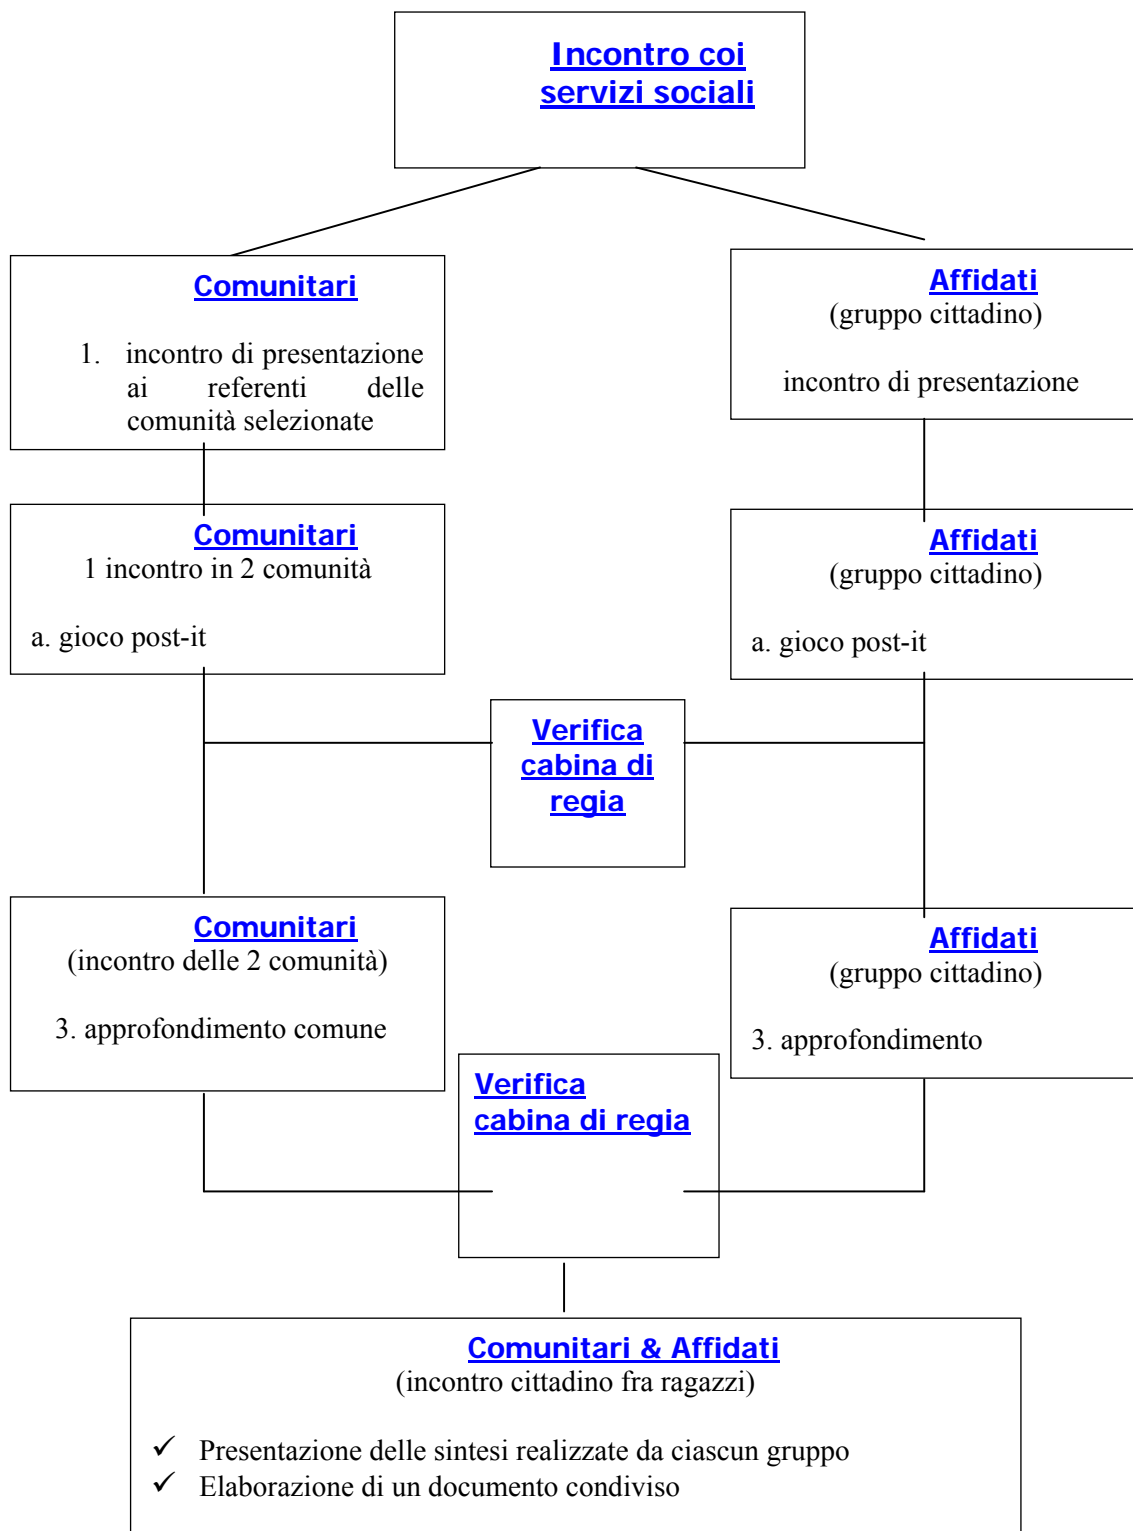 Incontro coi
servizi sociali
Comunitari
1. incontro di presentazione
ai referenti delle
comunità selezionate
Affidati
(gruppo cittadino)
incontro di presentazione
Comunitari
1 incontro in 2 comunità
a. gioco post-it
Affidati
(gruppo cittadino)
a. gioco post-it
Verifica
cabina di
regia
Comunitari
(incontro delle 2 comunità)
3. approfondimento comune
Affidati
(gruppo cittadino)
3. approfondimento
Verifica
cabina di regia
Comunitari & Affidati
(incontro cittadino fra ragazzi)
✓ Presentazione delle sintesi realizzate da ciascun gruppo
✓ Elaborazione di un documento condiviso